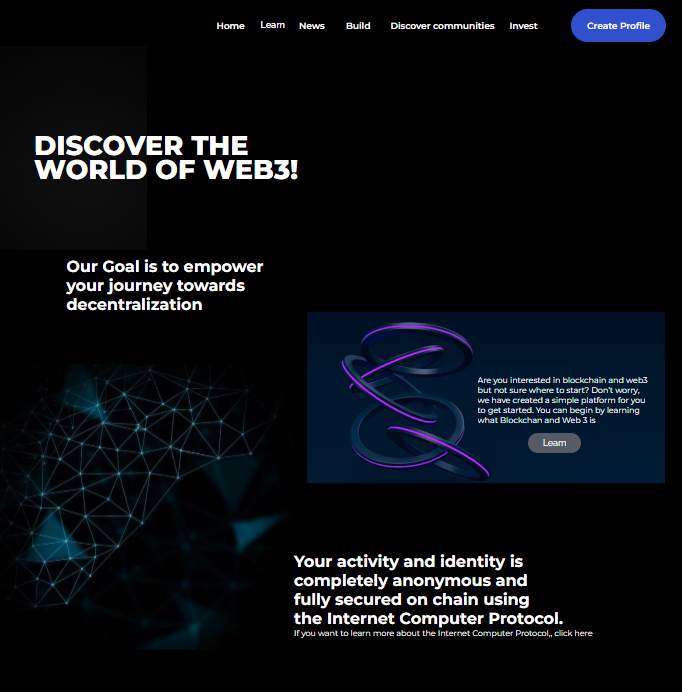 Home Learn News Build Discover communities Invest Create Profile
DISCOVER THE
WORLD OF WEB3!
Our Goal is to empower
your journey towards
decentralization
Are you interested in blockchain and web3
but not sure where to start? Don't worry,
we have created a simple platform for you
to get started. You can begin by learning
what Blockchan and Web 3 is
Learn
Your activity and identity is
completely anonymous and
fully secured on chain using
the Internet Computer Protocol.
If you want to learn more about the Internet Computer Protocol,, click here